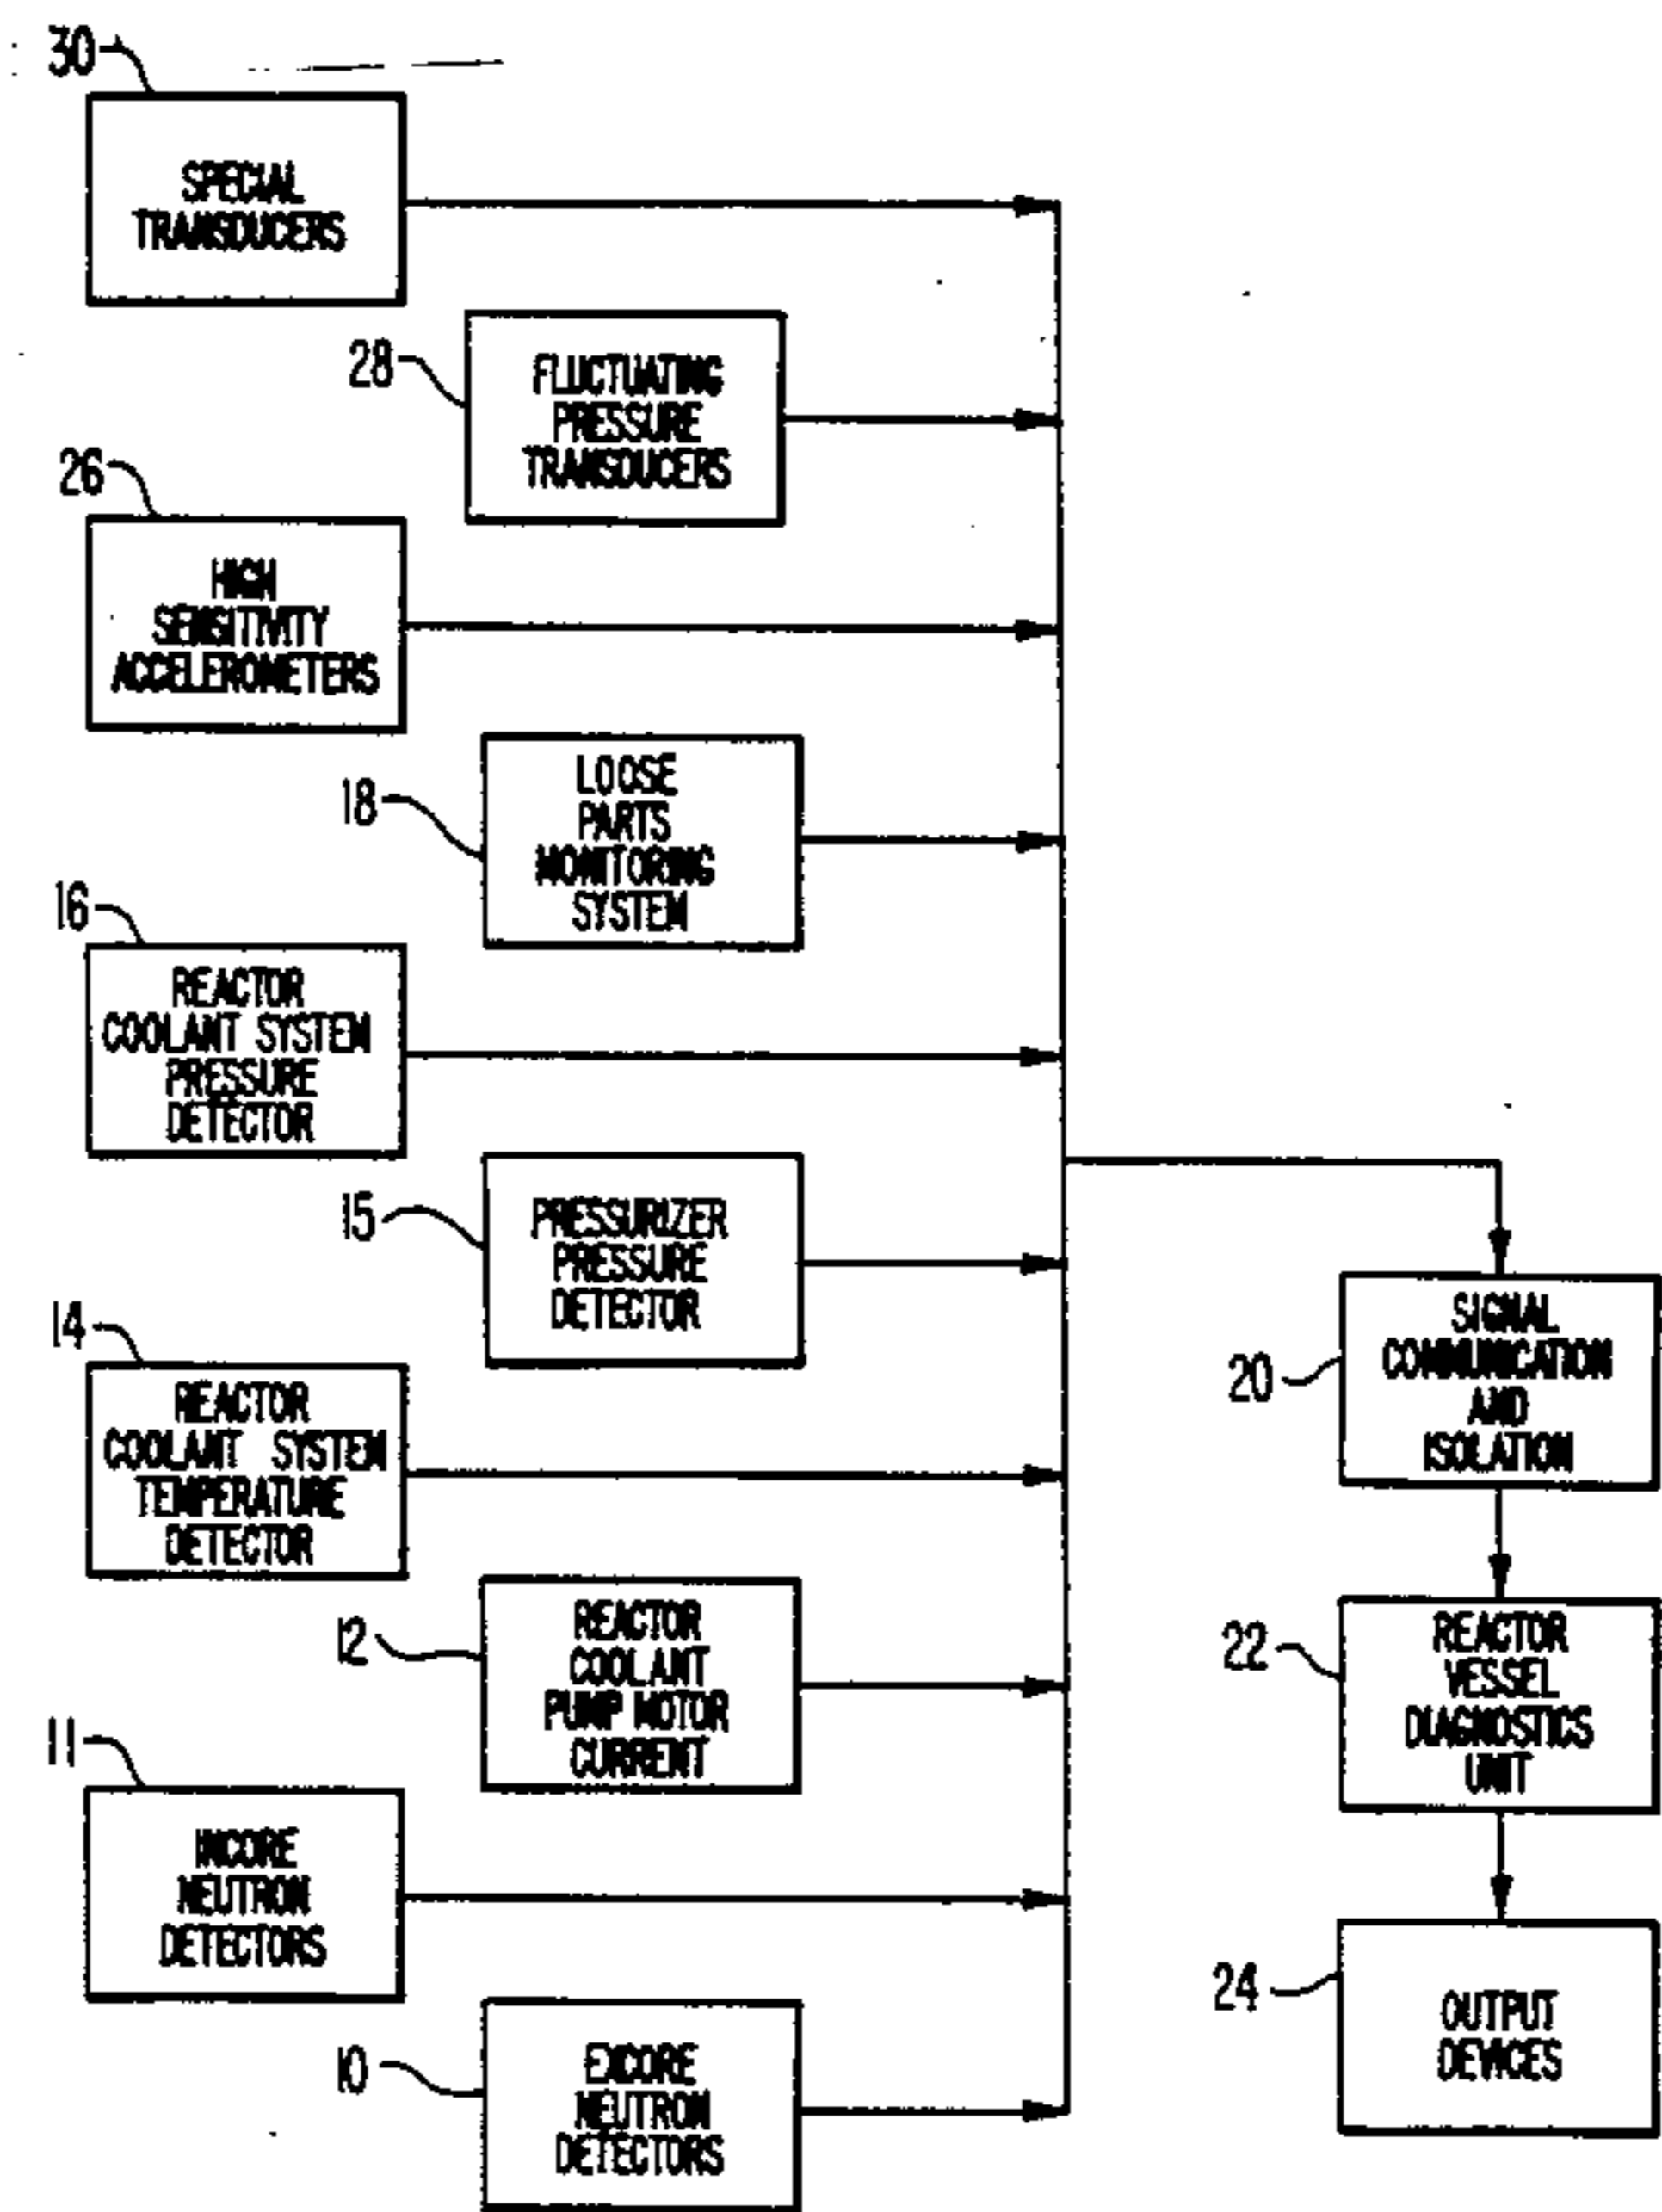 30
SPECIAL
TRANSDUCERS
28
FLUCTUATING
PRESSURE
TRANSDUCERS
26
HIGH
SENSITIVITY
ACCELEROMETERS
18
LOOSE
PARTS
MONITORING
SYSTEM
16
REACTOR
COOLANT SYSTEM
PRESSURE
DETECTOR
15
PRESSURIZER
PRESSURE
DETECTOR
14
REACTOR
COOLANT SYSTEM
TEMPERATURE
DETECTOR
12
REACTOR
COOLANT
PUMP MOTOR
CURRENT
11
INCORE
NEUTRON
DETECTORS
10
EXCORE
NEUTRON
DETECTORS
20
SIGNAL
COMMUNICATION
AND
ISOLATION
22
REACTOR
VESSEL
DIAGNOSTICS
UNIT
24
OUTPUT
DEVICES